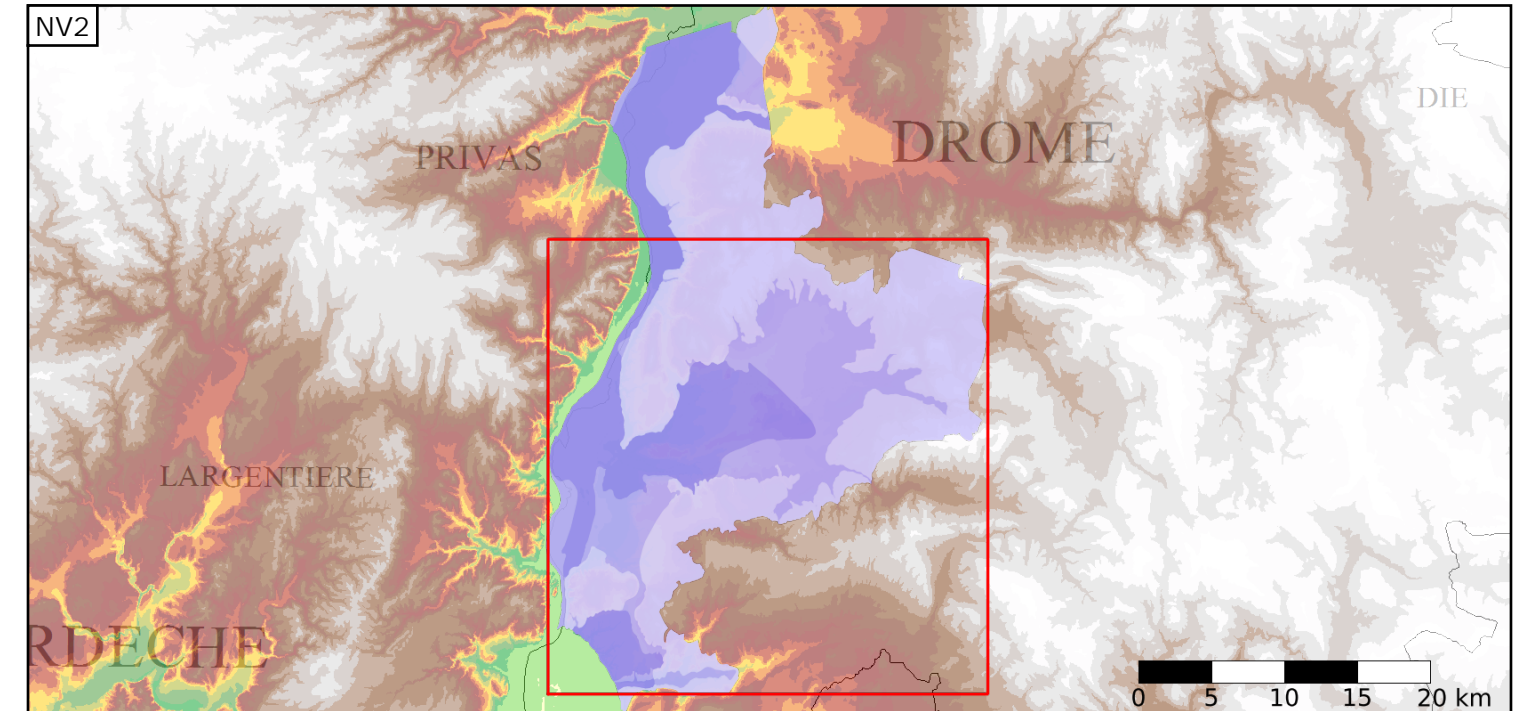 NV2
DIE
DROME
PRIVAS
LARGENTIERE
RDECHE
0 5 10 15 20 km